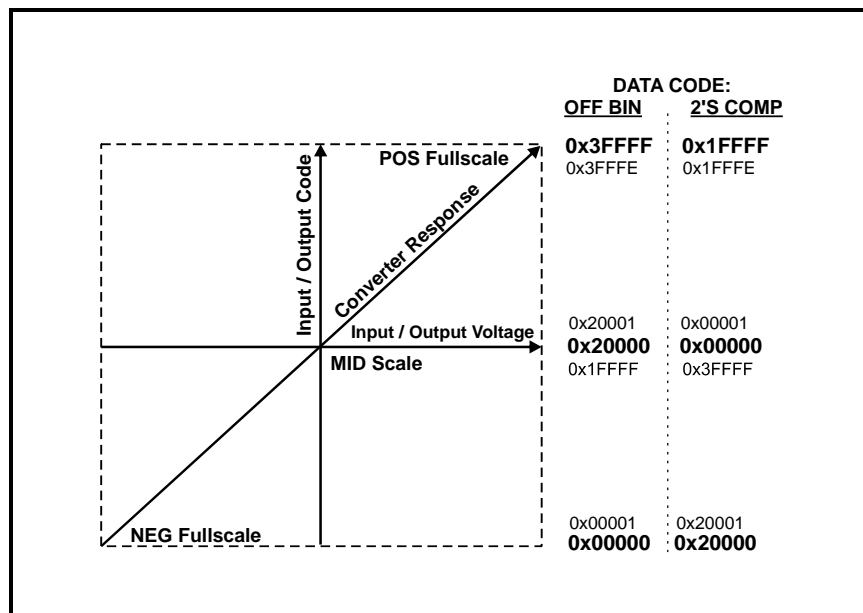 DATA CODE:
OFF BIN 2'S COMP
0x3FFFF 0x1FFFF
POS Fullscale
0x3FFFE 0x1FFFE
Input / Output Code
Converter Response
0x20001 0x00001
Input / Output Voltage
0x20000 0x00000
MID Scale
0x1FFFF 0x3FFFF
0x00001 0x20001
NEG Fullscale
0x00000 0x20000